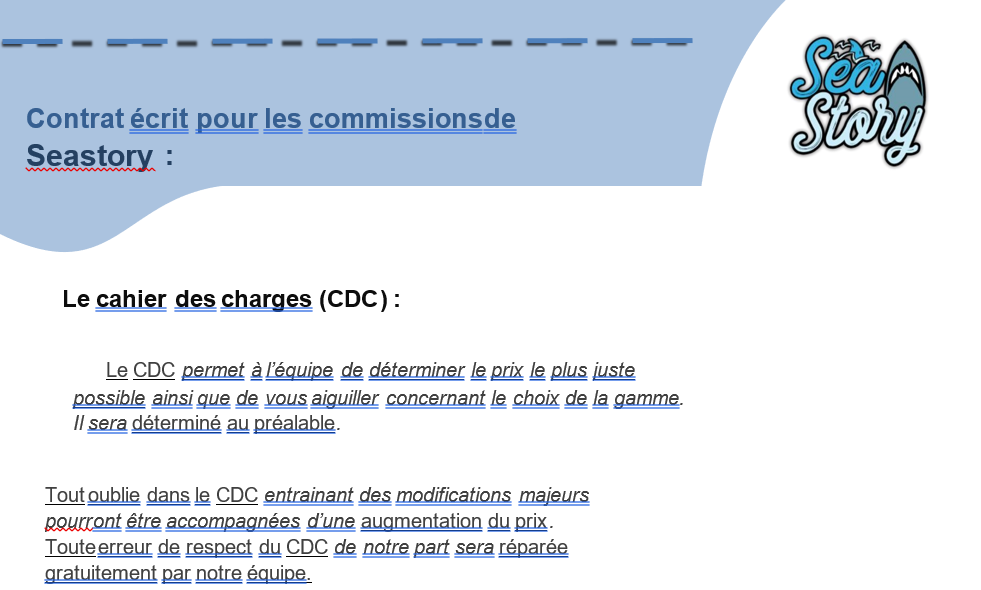 Sea
Story
Contrat écrit pour les commissions de
Seastory :
Le cahier des charges (CDC) :
Le CDC permet à l'équipe de déterminer le prix le plus juste
possible ainsi que de vous aiguiller concernant le choix de la gamme.
Il sera déterminé au préalable.
Tout oublie dans le CDC entrainant des modifications majeurs
pourront être accompagnées d'une augmentation du prix.
Toute erreur de respect du CDC de notre part sera réparée
gratuitement par notre équipe.